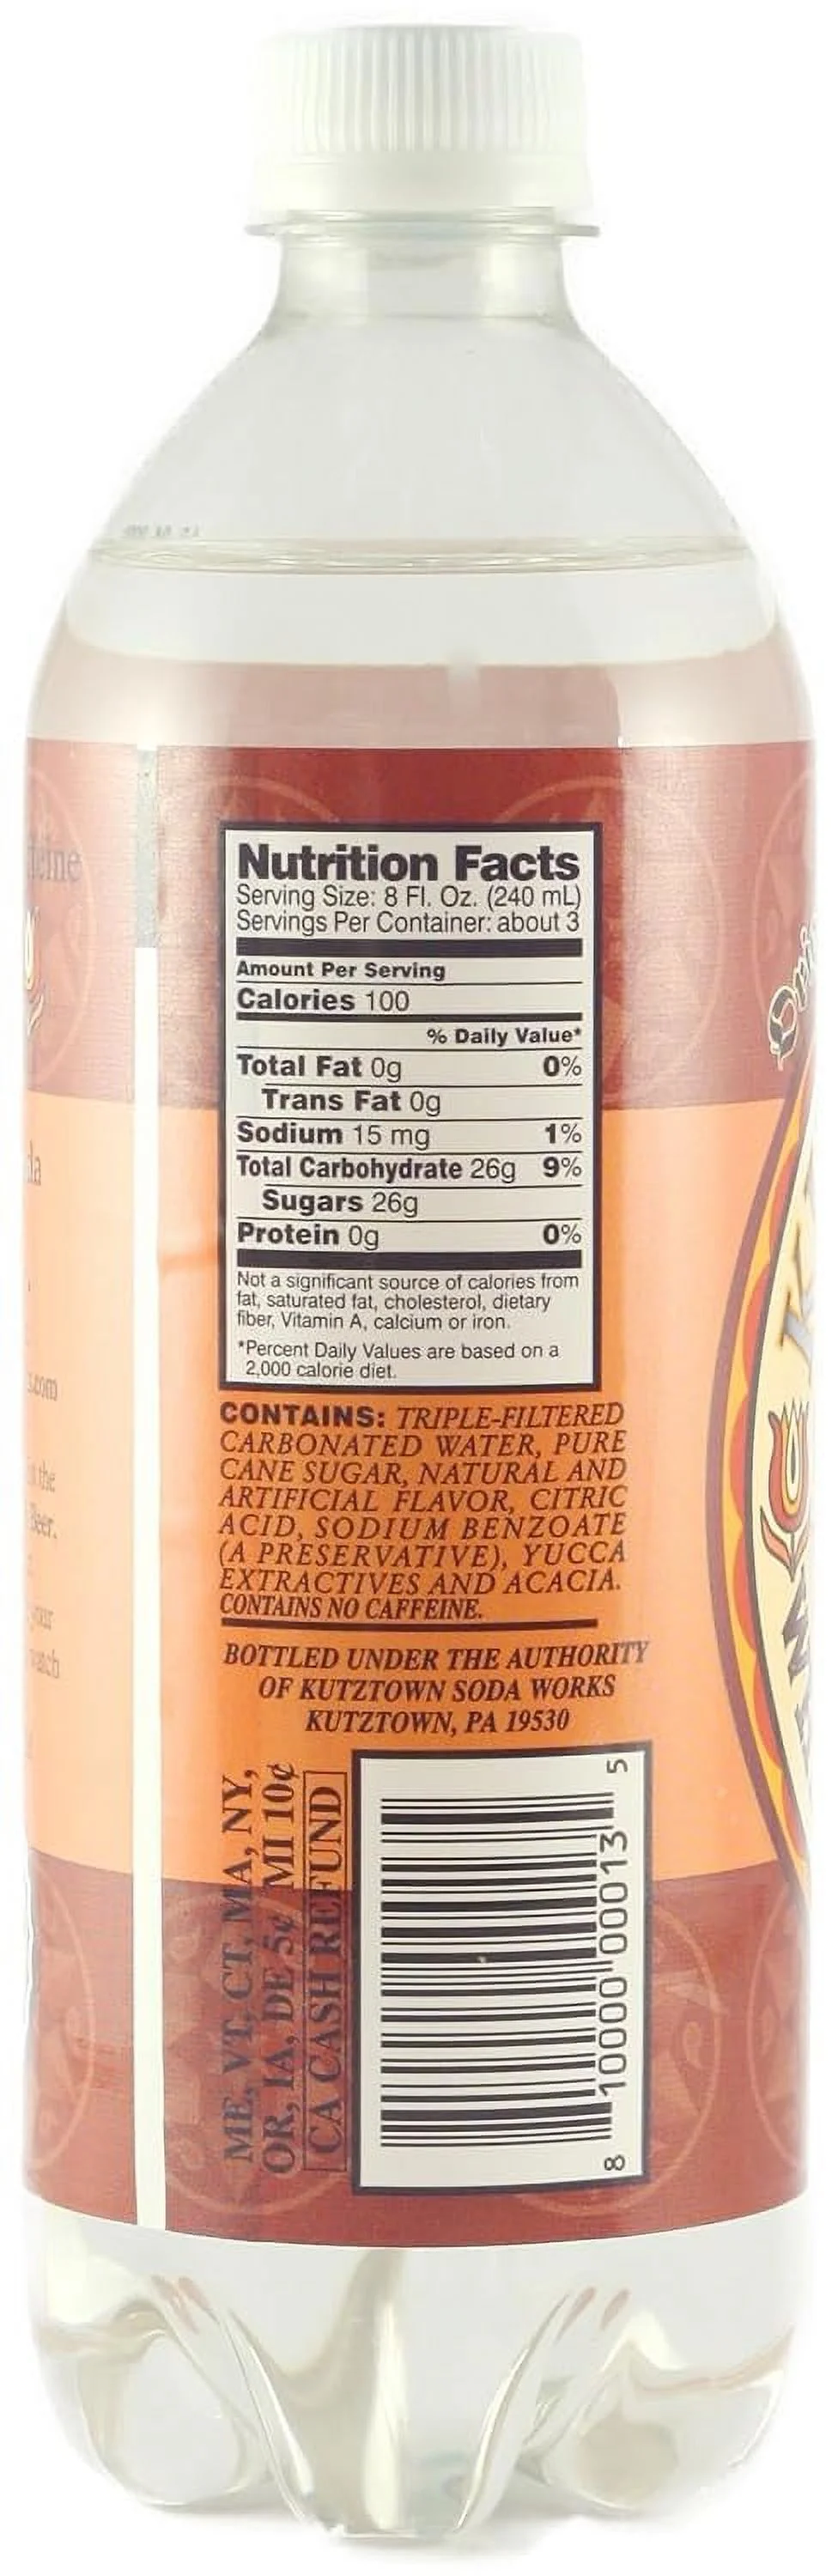 Nutrition Facts
Serving Size: 8 Fl. Oz. (240 mL)
Servings Per Container: about 3
Amount Per Serving
Calories 100
% Daily Value*
Total Fat 0g 0%
Trans Fat 0g
Sodium 15 mg 1%
Total Carbohydrate 26g 9%
Sugars 26g
Protein 0g 0%
Not a significant source of calories from
fat, saturated fat, cholesterol, dietary
fiber, Vitamin A, calcium or iron.
*Percent Daily Values are based on a
2,000 calorie diet.
CONTAINS: TRIPLE-FILTERED
CARBONATED WATER, PURE
CANE SUGAR, NATURAL AND
ARTIFICIAL FLAVOR, CITRIC
ACID, SODIUM BENZOATE
(A PRESERVATIVE), YUCCA
EXTRACTIVES AND ACACIA.
CONTAINS NO CAFFEINE.
BOTTLED UNDER THE AUTHORITY
OF KUTZTOWN SODA WORKS
KUTZTOWN, PA 19530
ME, VT, CT, MA, NY,
OR, IA, DE 5¢ MI 10¢
CA CASH REFUND
8 10000 00013 5
the
Beer.